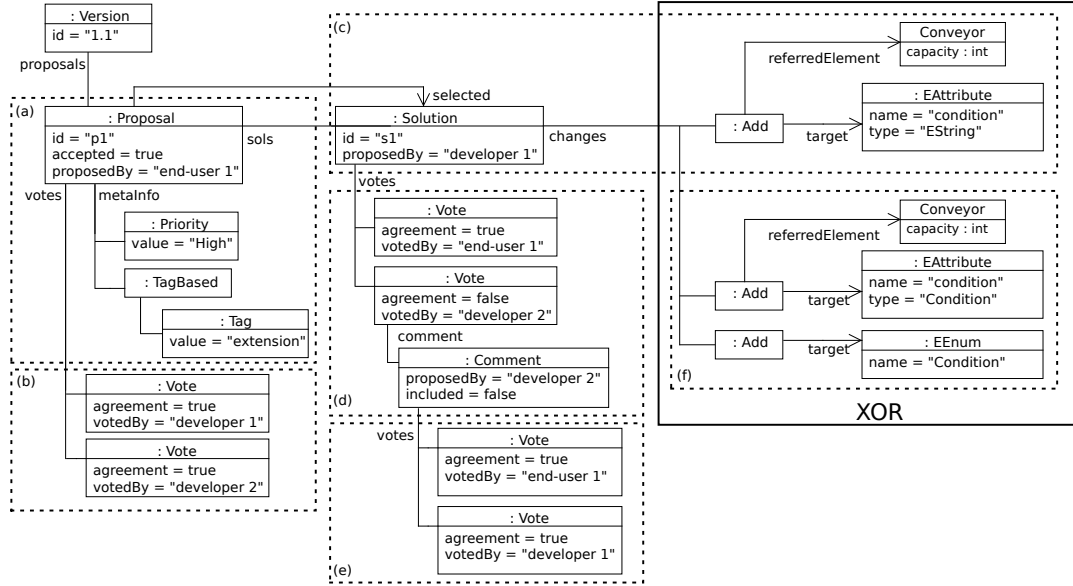 : Version
id = "1.1"
proposals
(a)
: Proposal
id = "p1"
accepted = true
proposedBy = "end-user 1"
sols
selected
votes
metaInfo
: Priority
value = "High"
: TagBased
: Tag
value = "extension"
(b)
: Vote
agreement = true
votedBy = "developer 1"
: Vote
agreement = true
votedBy = "developer 2"
(c)
: Solution
id = "s1"
proposedBy = "developer 1"
changes
votes
: Vote
agreement = true
votedBy = "end-user 1"
: Vote
agreement = false
votedBy = "developer 2"
comment
: Comment
proposedBy = "developer 2"
included = false
(d)
votes
: Vote
agreement = true
votedBy = "end-user 1"
: Vote
agreement = true
votedBy = "developer 1"
(e)
Conveyor
capacity : int
referredElement
: Add
target
: EAttribute
name = "condition"
type = "EString"
Conveyor
capacity : int
referredElement
: Add
target
: EAttribute
name = "condition"
type = "Condition"
: Add
target
: EEnum
name = "Condition"
(f)
XOR